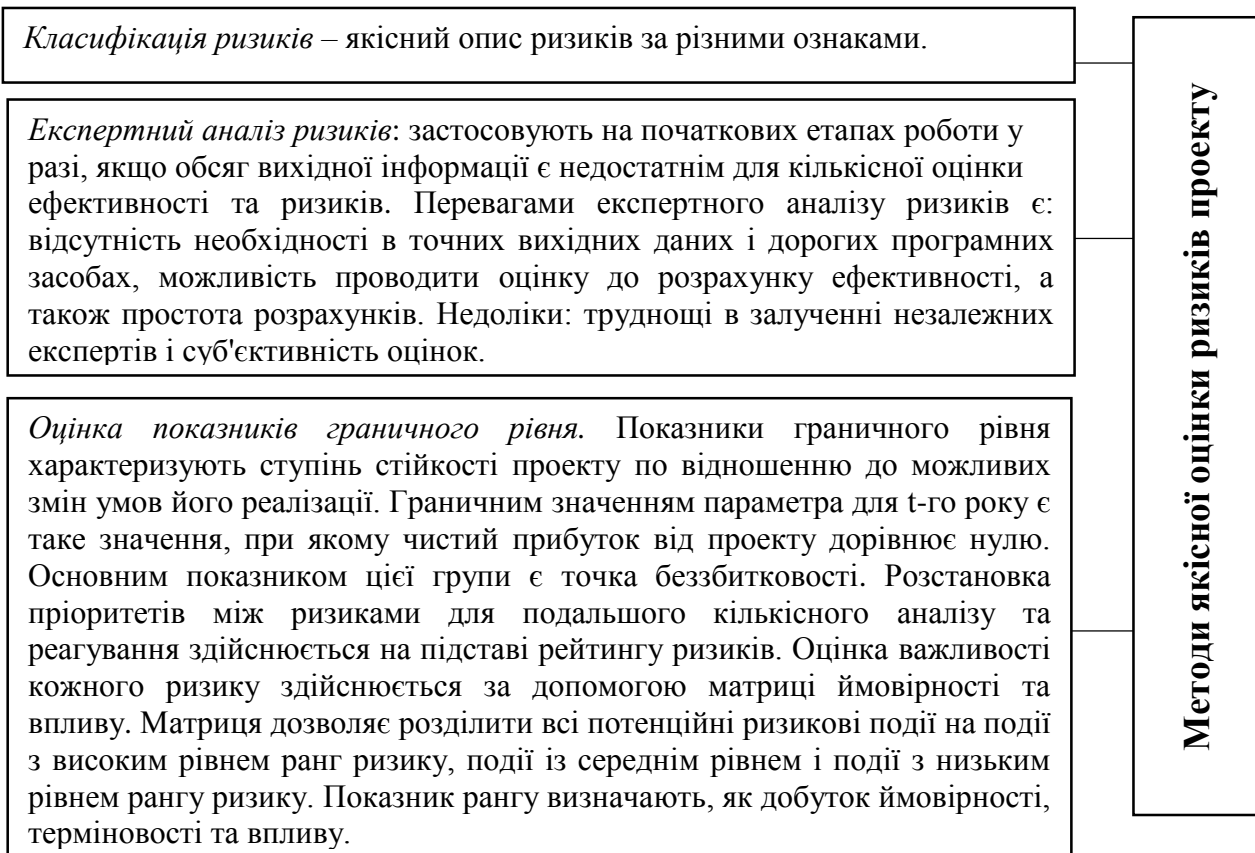 Класифікація ризиків – якісний опис ризиків за різними ознаками.
Експертний аналіз ризиків: застосовують на початкових етапах роботи у
разі, якщо обсяг вихідної інформації є недостатнім для кількісної оцінки
ефективності та ризиків. Перевагами експертного аналізу ризиків є:
відсутність необхідності в точних вихідних даних і дорогих програмних
засобах, можливість проводити оцінку до розрахунку ефективності, а
також простота розрахунків. Недоліки: труднощі в залученні незалежних
експертів і суб'єктивність оцінок.
Оцінка показників граничного рівня. Показники граничного рівня
характеризують ступінь стійкості проекту по відношенню до можливих
змін умов його реалізації. Граничним значенням параметра для t-го року є
таке значення, при якому чистий прибуток від проекту дорівнює нулю.
Основним показником цієї групи є точка беззбитковості. Розстановка
пріоритетів між ризиками для подальшого кількісного аналізу та
реагування здійснюється на підставі рейтингу ризиків. Оцінка важливості
кожного ризику здійснюється за допомогою матриці ймовірності та
впливу. Матриця дозволяє розділити всі потенційні ризикові події на події
з високим рівнем ранг ризику, події із середнім рівнем і події з низьким
рівнем рангу ризику. Показник рангу визначають, як добуток ймовірності,
терміновості та впливу.
Методи якісної оцінки ризиків проекту